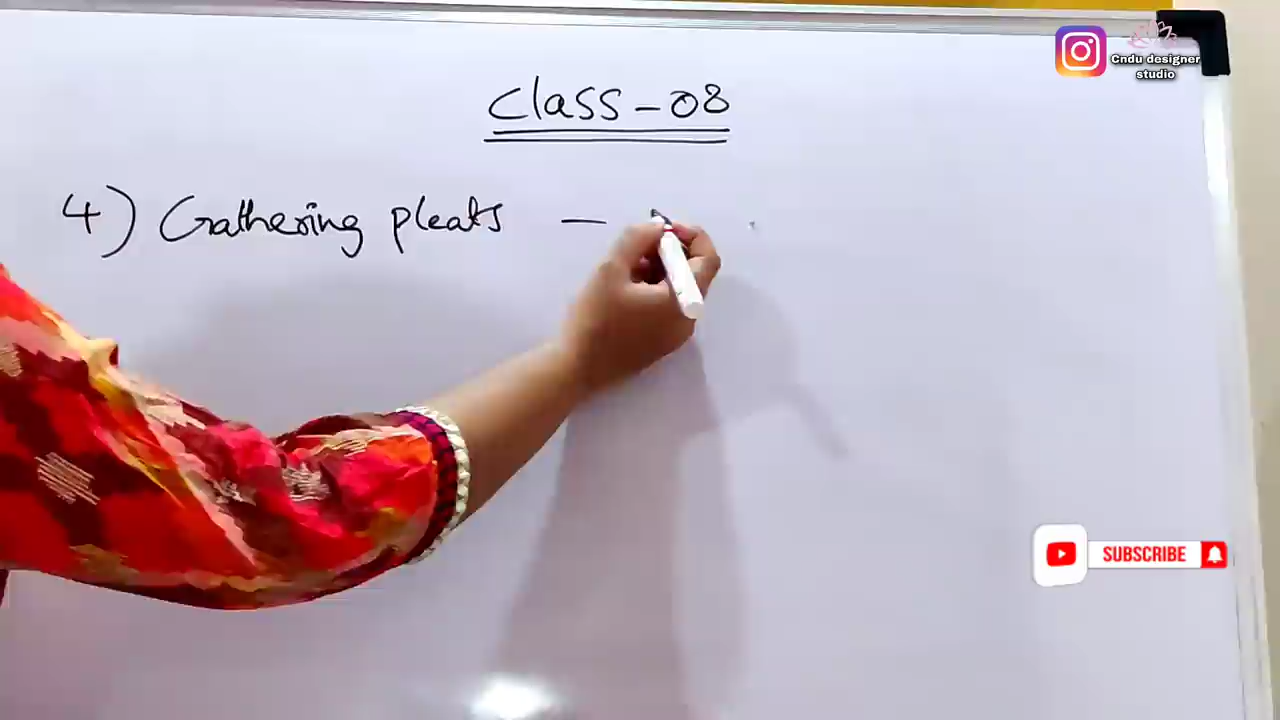 Cndu designer
studio
Class - 08
4) Gathering pleats -
SUBSCRIBE